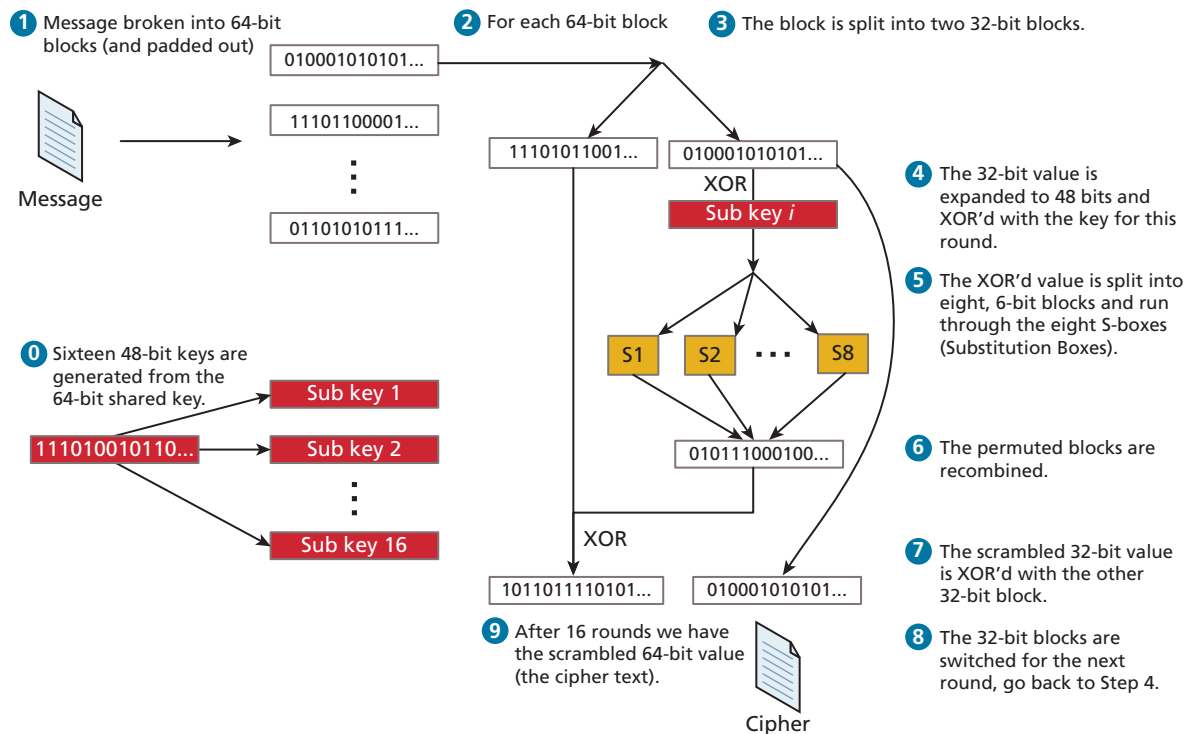 1 Message broken into 64-bit
blocks (and padded out)
2 For each 64-bit block
3 The block is split into two 32-bit blocks.
010001010101...
11101100001...
01101010111...
Message
11101011001...
010001010101...
XOR
Sub key i
4 The 32-bit value is
expanded to 48 bits and
XOR'd with the key for this
round.
5 The XOR'd value is split into
eight, 6-bit blocks and run
through the eight S-boxes
(Substitution Boxes).
S1
S2
...
S8
0 Sixteen 48-bit keys are
generated from the
64-bit shared key.
111010010110...
Sub key 1
Sub key 2
Sub key 16
010111000100...
6 The permuted blocks are
recombined.
XOR
7 The scrambled 32-bit value
is XOR'd with the other
32-bit block.
1011011110101...
010001010101...
8 The 32-bit blocks are
switched for the next
round, go back to Step 4.
9 After 16 rounds we have
the scrambled 64-bit value
(the cipher text).
Cipher